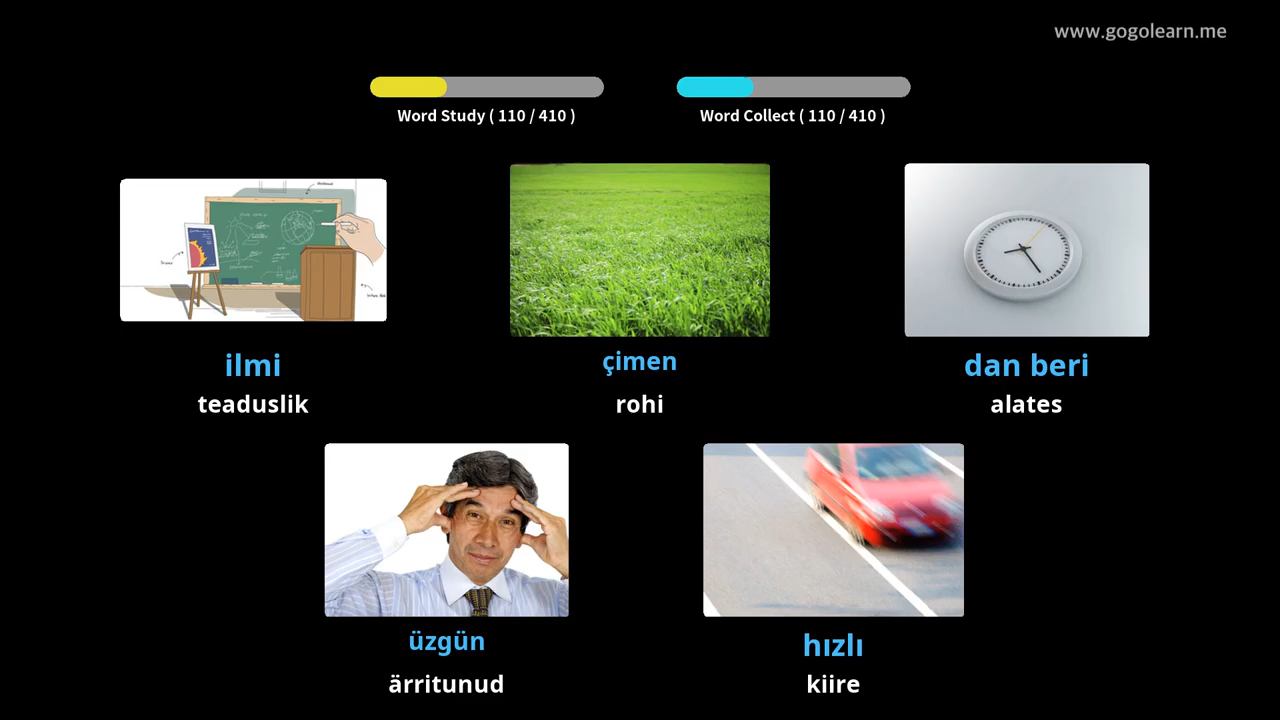 www.gogolearn.me
Word Study ( 110 / 410 )
Word Collect ( 110 / 410 )
ilmi
teaduslik
çimen
rohi
dan beri
alates
üzgün
ärritunud
hızlı
kiire